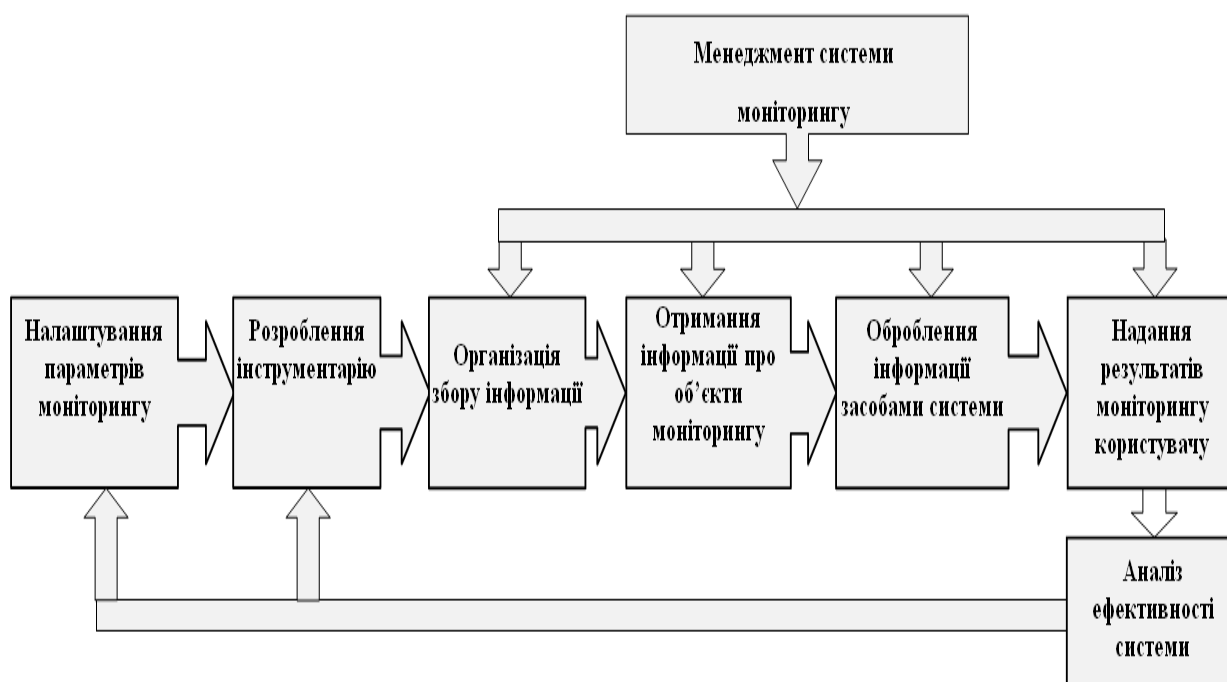 Менеджмент системи
моніторингу
Налаштування
параметрів
моніторингу
Розроблення
інструментарію
Організація
збору інформації
Отримання
інформації про
об’єкти
моніторингу
Оброблення
інформації
засобами системи
Надання
результатів
моніторингу
користувачу
Аналіз
ефективності
системи